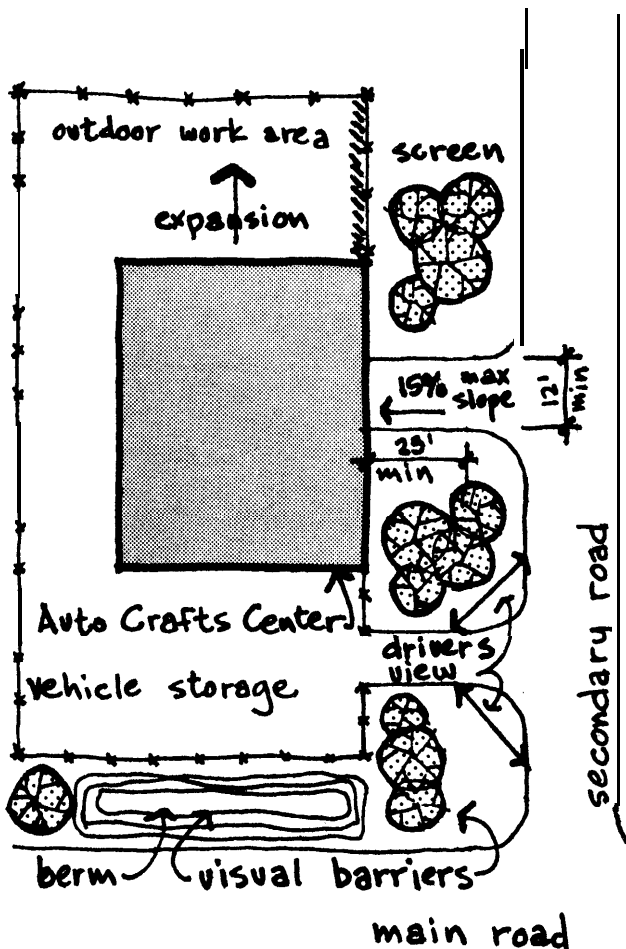 outdoor work area
screen
expansion
15% max
slope
12'
min
25'
min
Auto Crafts Center
drivers
view
vehicle storage
secondary road
berm
visual barriers
main road